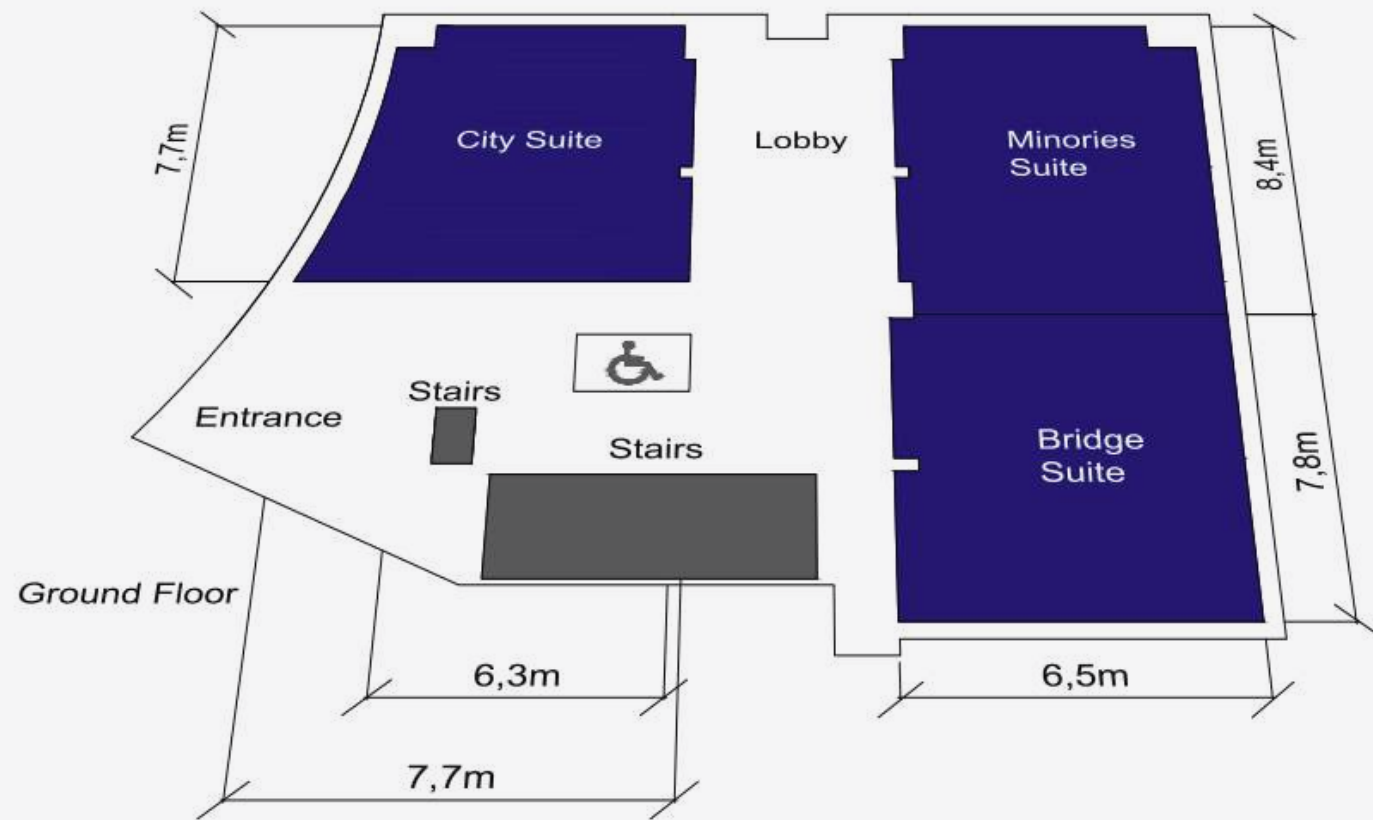 7,7m
City Suite
Lobby
Minories
Suite
8,4m
Entrance
Stairs
Stairs
Bridge
Suite
7,8m
Ground Floor
6,3m
6,5m
7,7m